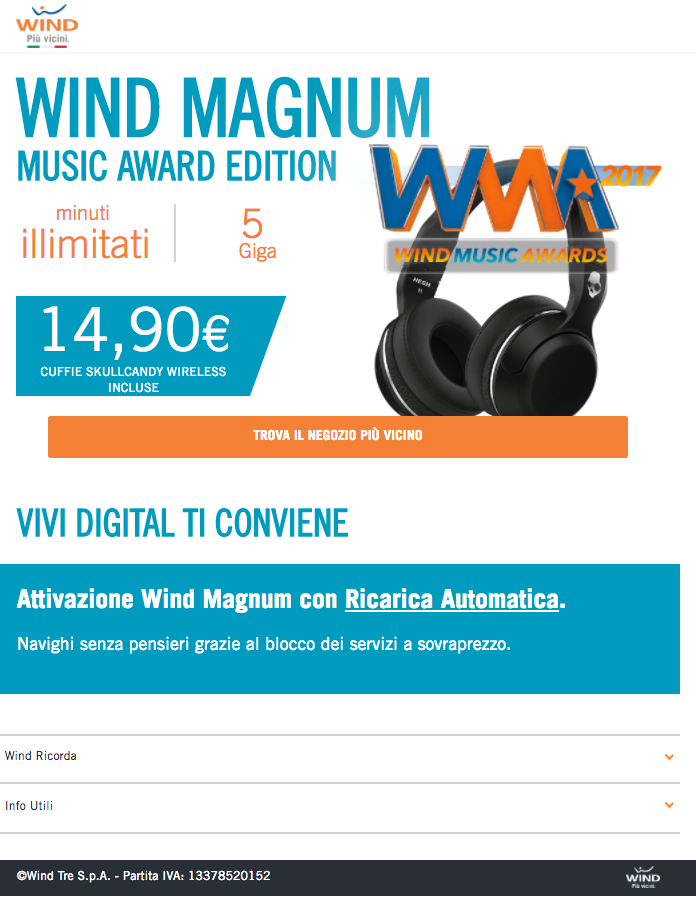 WIND
Più vicini.
WIND MAGNUM
MUSIC AWARD EDITION
minuti
illimitati
5
Giga
WMA 2017
WIND MUSIC AWARDS
HESH
14,90€
CUFFIE SKULLCANDY WIRELESS
INCLUSE
TROVA IL NEGOZIO PIÙ VICINO
VIVI DIGITAL TI CONVIENE
Attivazione Wind Magnum con Ricarica Automatica.
Navighi senza pensieri grazie al blocco dei servizi a sovraprezzo.
Wind Ricorda
Info Utili
©Wind Tre S.p.A. - Partita IVA: 13378520152
WIND
Più vicini.